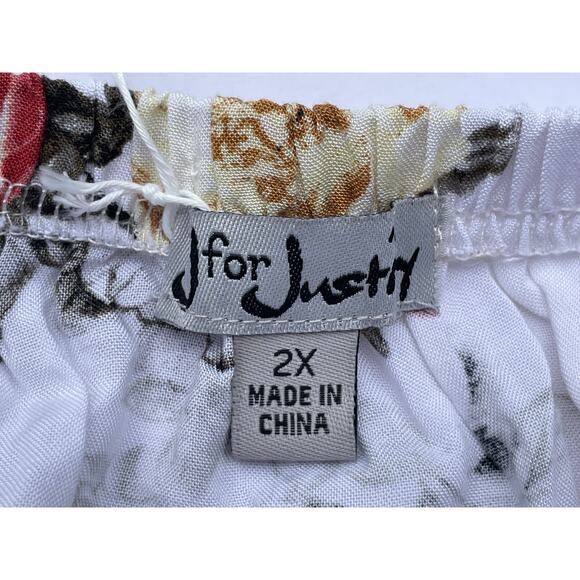 J for Justin
2X
MADE IN
CHINA